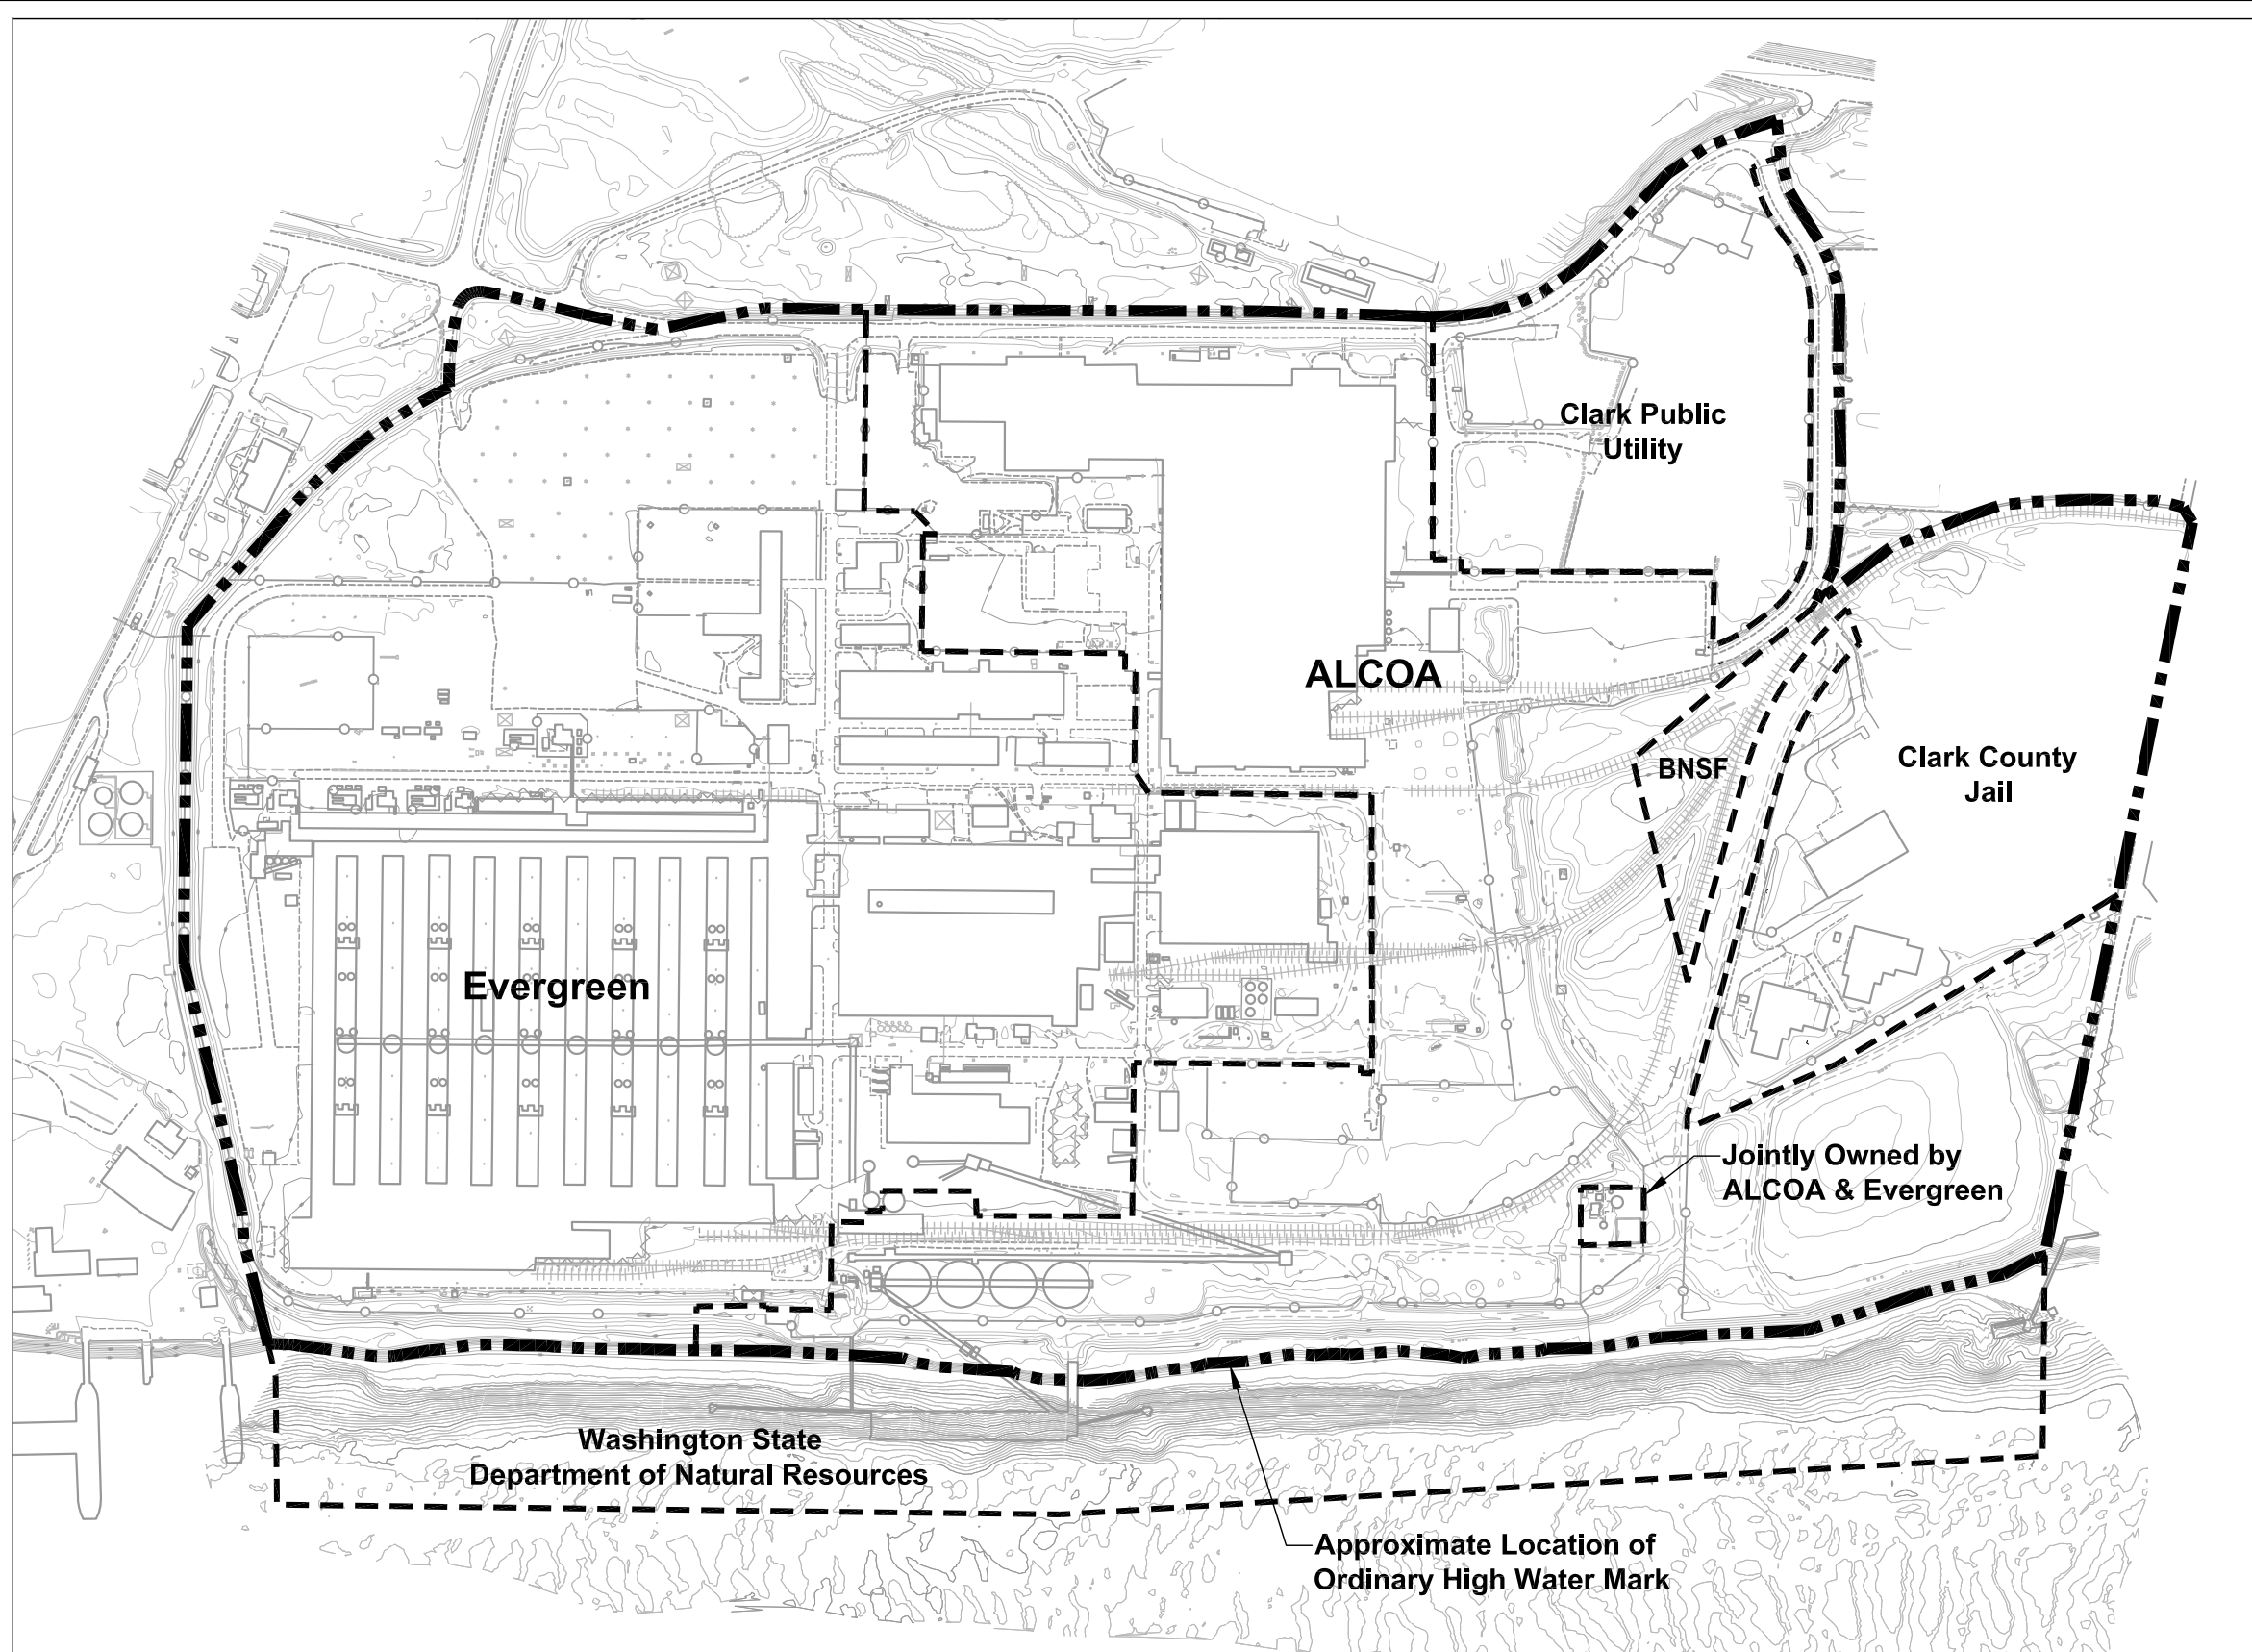 Clark Public
Utility
ALCOA
BNSF
Clark County
Jail
Evergreen
Jointly Owned by
ALCOA & Evergreen
Washington State
Department of Natural Resources
Approximate Location of
Ordinary High Water Mark